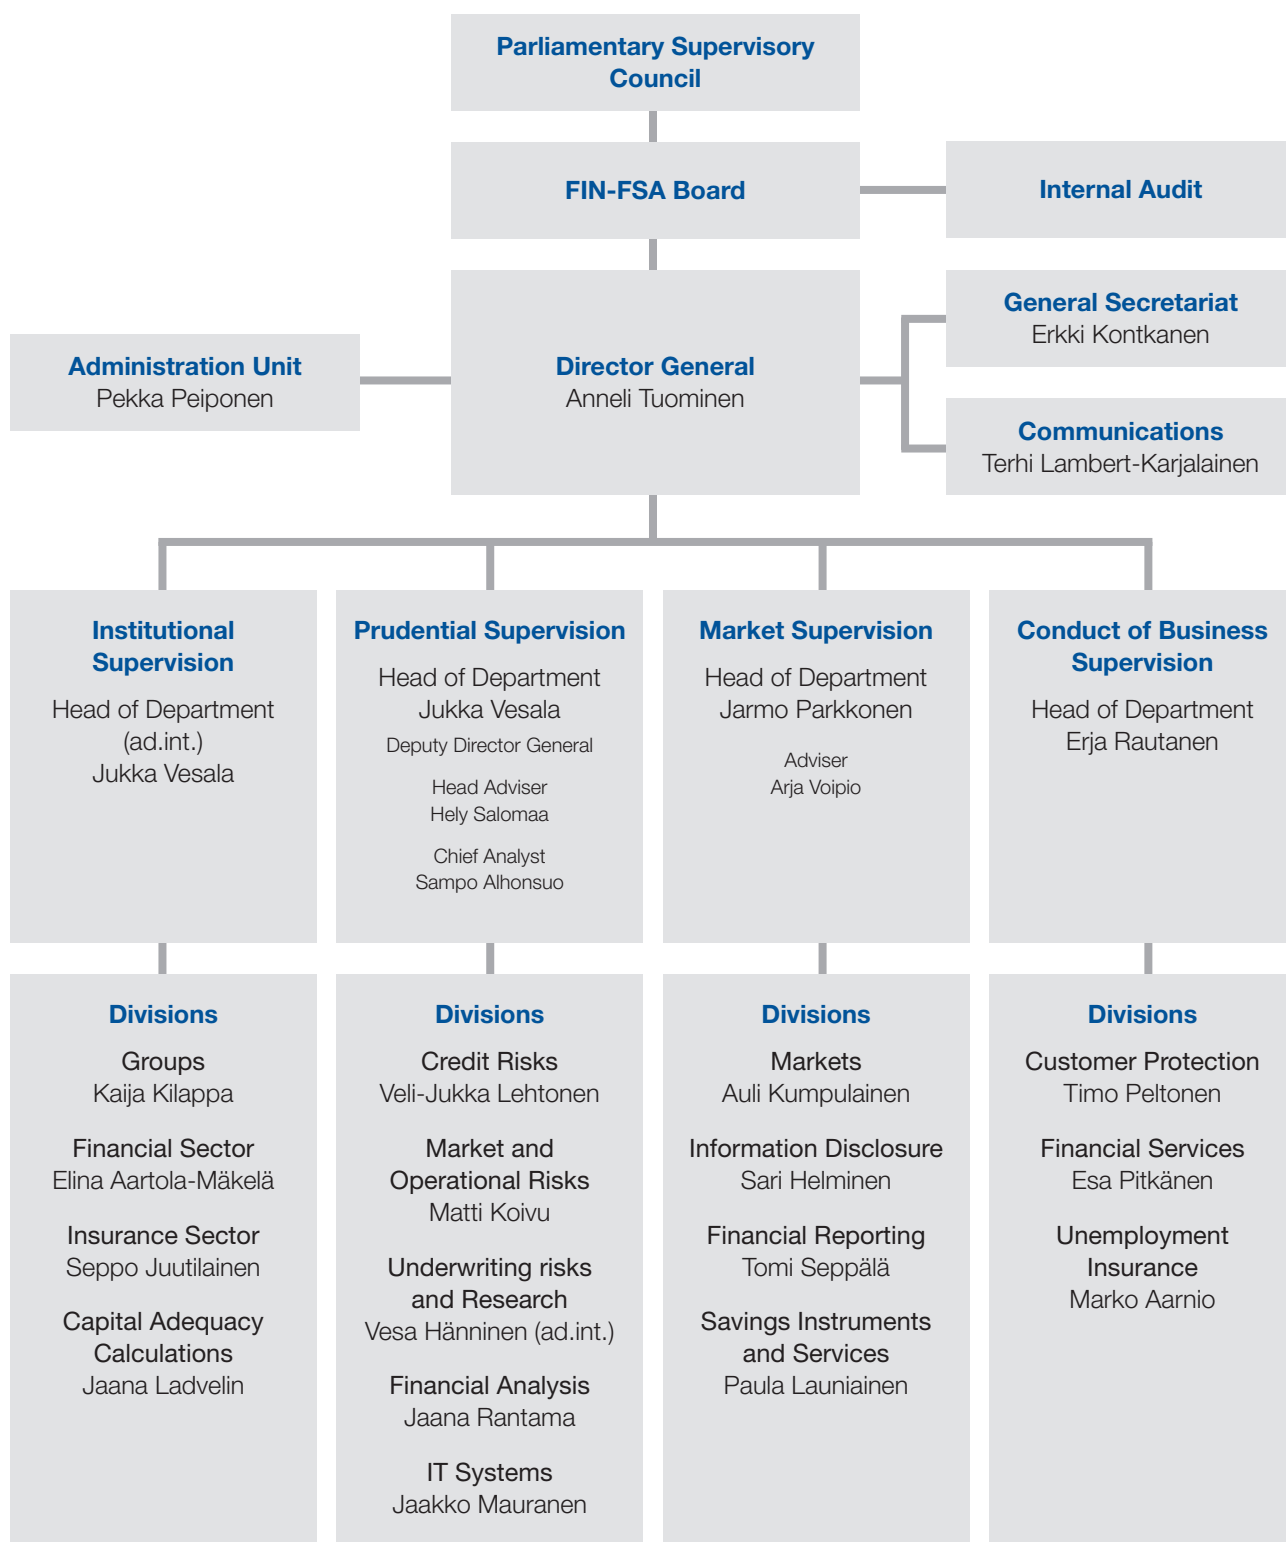 Parliamentary Supervisory
Council
FIN-FSA Board
Internal Audit
General Secretariat
Erkki Kontkanen
Administration Unit
Pekka Peiponen
Director General
Anneli Tuominen
Communications
Terhi Lambert-Karjalainen
Institutional
Supervision
Head of Department
(ad.int.)
Jukka Vesala
Prudential Supervision
Head of Department
Jukka Vesala
Deputy Director General
Head Adviser
Hely Salomaa
Chief Analyst
Sampo Alhonsuo
Market Supervision
Head of Department
Jarmo Parkkonen
Adviser
Arja Voipio
Conduct of Business
Supervision
Head of Department
Erja Rautanen
Divisions
Groups
Kaija Kilappa
Financial Sector
Elina Aartola-Mäkelä
Insurance Sector
Seppo Juutilainen
Capital Adequacy
Calculations
Jaana Ladvelin
Divisions
Credit Risks
Veli-Jukka Lehtonen
Market and
Operational Risks
Matti Koivu
Underwriting risks
and Research
Vesa Hänninen (ad.int.)
Financial Analysis
Jaana Rantama
IT Systems
Jaakko Mauranen
Divisions
Markets
Auli Kumpulainen
Information Disclosure
Sari Helminen
Financial Reporting
Tomi Seppälä
Savings Instruments
and Services
Paula Launiainen
Divisions
Customer Protection
Timo Peltonen
Financial Services
Esa Pitkänen
Unemployment
Insurance
Marko Aarnio